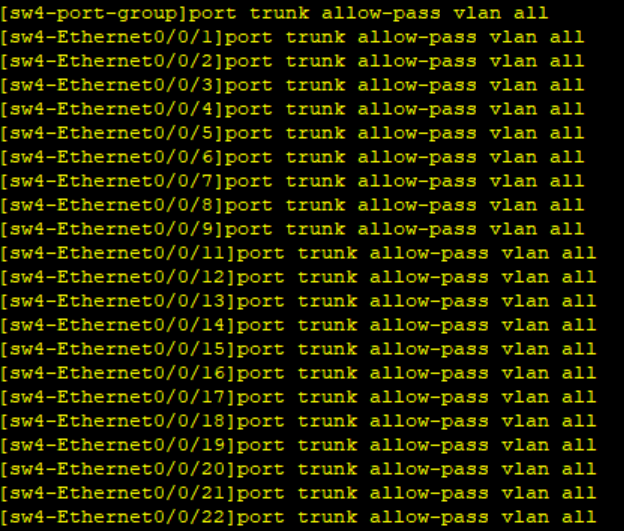 [sw4-port-group]port trunk allow-pass vlan all
[sw4-Ethernet0/0/1]port trunk allow-pass vlan all
[sw4-Ethernet0/0/2]port trunk allow-pass vlan all
[sw4-Ethernet0/0/3]port trunk allow-pass vlan all
[sw4-Ethernet0/0/4]port trunk allow-pass vlan all
[sw4-Ethernet0/0/5]port trunk allow-pass vlan all
[sw4-Ethernet0/0/6]port trunk allow-pass vlan all
[sw4-Ethernet0/0/7]port trunk allow-pass vlan all
[sw4-Ethernet0/0/8]port trunk allow-pass vlan all
[sw4-Ethernet0/0/9]port trunk allow-pass vlan all
[sw4-Ethernet0/0/11]port trunk allow-pass vlan all
[sw4-Ethernet0/0/12]port trunk allow-pass vlan all
[sw4-Ethernet0/0/13]port trunk allow-pass vlan all
[sw4-Ethernet0/0/14]port trunk allow-pass vlan all
[sw4-Ethernet0/0/15]port trunk allow-pass vlan all
[sw4-Ethernet0/0/16]port trunk allow-pass vlan all
[sw4-Ethernet0/0/17]port trunk allow-pass vlan all
[sw4-Ethernet0/0/18]port trunk allow-pass vlan all
[sw4-Ethernet0/0/19]port trunk allow-pass vlan all
[sw4-Ethernet0/0/20]port trunk allow-pass vlan all
[sw4-Ethernet0/0/21]port trunk allow-pass vlan all
[sw4-Ethernet0/0/22]port trunk allow-pass vlan all